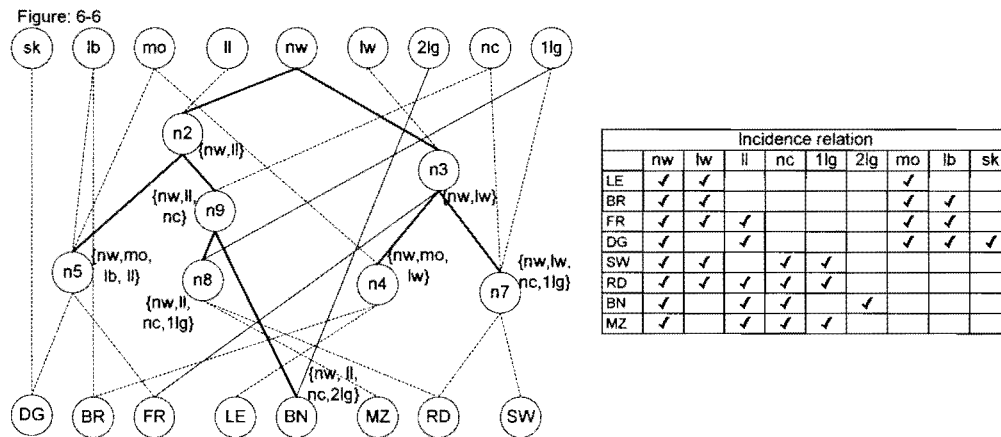 Figure: 6-6
sk lb mo ll nw lw 2lg nc 1lg
n2
{nw,ll}
n3
{nw,lw}
{nw,ll,
nc}
n9
n5
{nw,mo,
lb, ll}
n8
{nw,ll,
nc,1lg}
n4
{nw,mo,
lw}
n7
{nw,lw,
nc,1lg}
{nw, ll,
nc,2lg}
DG BR FR LE BN MZ RD SW
Incidence relation
nw lw ll nc 1lg 2lg mo lb sk
LE ✓ ✓ ✓
BR ✓ ✓ ✓ ✓
FR ✓ ✓ ✓ ✓ ✓
DG ✓ ✓ ✓ ✓ ✓
SW ✓ ✓ ✓ ✓
RD ✓ ✓ ✓ ✓ ✓
BN ✓ ✓ ✓ ✓
MZ ✓ ✓ ✓ ✓